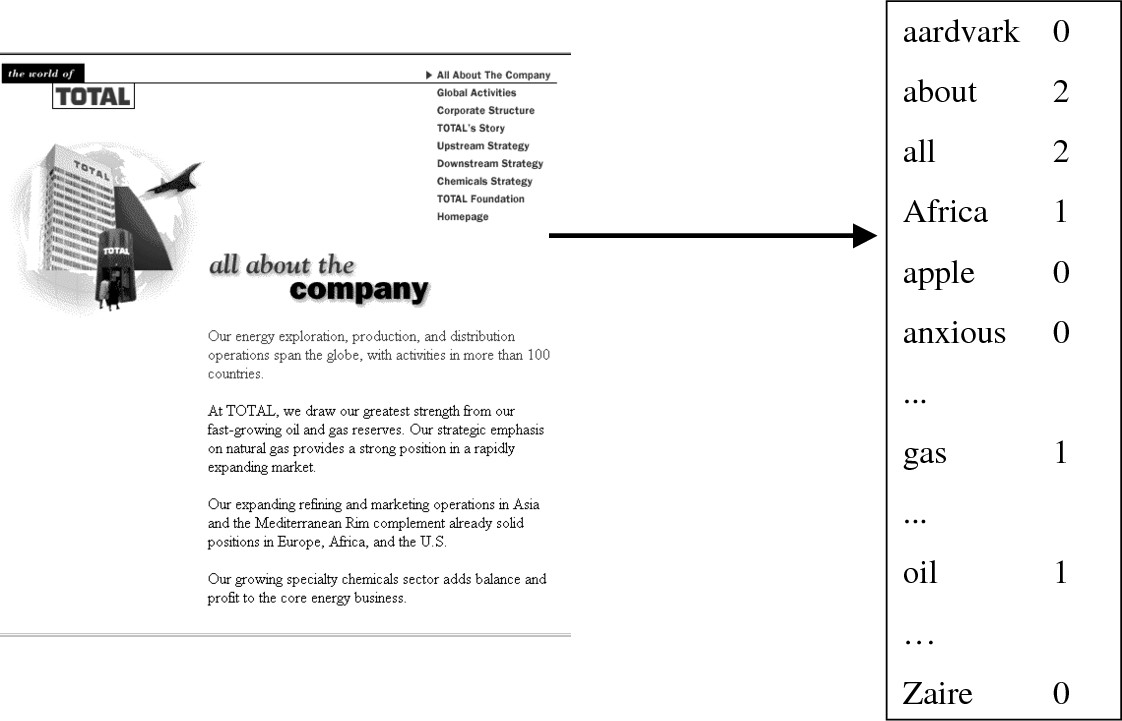 the world of
TOTAL
All About The Company
Global Activities
Corporate Structure
TOTAL's Story
Upstream Strategy
Downstream Strategy
Chemicals Strategy
TOTAL Foundation
Homepage
TOTAL
TOTAL
all about the
company
Our energy exploration, production, and distribution
operations span the globe, with activities in more than 100
countries.
At TOTAL, we draw our greatest strength from our
fast-growing oil and gas reserves. Our strategic emphasis
on natural gas provides a strong position in a rapidly
expanding market.
Our expanding refining and marketing operations in Asia
and the Mediterranean Rim complement already solid
positions in Europe, Africa, and the U.S.
Our growing specialty chemicals sector adds balance and
profit to the core energy business.
aardvark 0
about 2
all 2
Africa 1
apple 0
anxious 0
...
gas 1
...
oil 1
…
Zaire 0